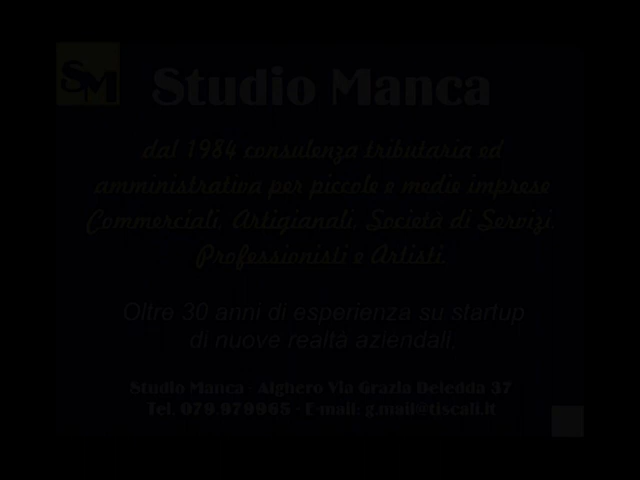 SM
Studio Manca
dal 1984 consulenza tributaria ed
amministrativa per piccole e medie imprese
Commerciali, Artigianali, Società di Servizi,
Professionisti e Artisti.
Oltre 30 anni di esperienza su startup
di nuove realtà aziendali.
Studio Manca - Alghero Via Grazia Deledda 37
Tel. 079.979965 - E-mail: g.mail@tiscali.it